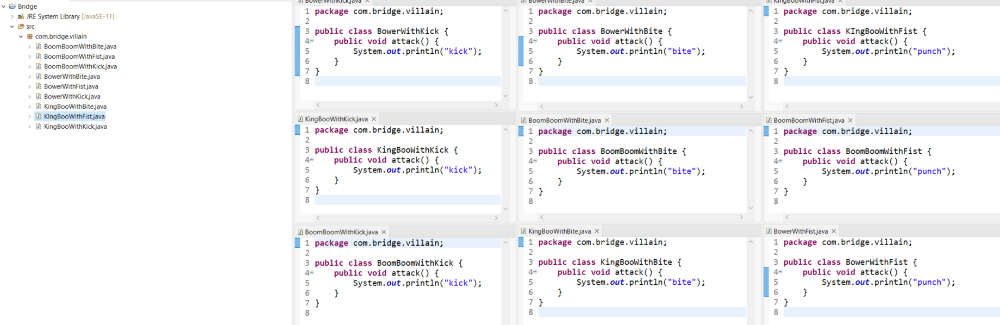 Bridge
JRE System Library [JavaSE-11]
src
com.bridge.villain
BoomBoomWithBite.java
BoomBoomWithFist.java
BoomBoomWithKick.java
BowerWithBite.java
BowerWithFist.java
BowerWithKick.java
KingBooWithBite.java
KIngBooWithFist.java
KingBooWithKick.java
BowerWithKick.java
1 package com.bridge.villain;
2
3 public class BowerWithKick {
4 public void attack() {
5 System.out.println("kick");
6 }
7 }
8
BowerWithBite.java
1 package com.bridge.villain;
2
3 public class BowerWithBite {
4 public void attack() {
5 System.out.println("bite");
6 }
7 }
8
KIngBooWithFist.java
1 package com.bridge.villain;
2
3 public class KIngBooWithFist {
4 public void attack() {
5 System.out.println("punch");
6 }
7 }
8
KingBooWithKick.java
1 package com.bridge.villain;
2
3 public class KingBooWithKick {
4 public void attack() {
5 System.out.println("kick");
6 }
7 }
8
BoomBoomWithBite.java
1 package com.bridge.villain;
2
3 public class BoomBoomWithBite {
4 public void attack() {
5 System.out.println("bite");
6 }
7 }
8
BoomBoomWithFist.java
1 package com.bridge.villain;
2
3 public class BoomBoomWithFist {
4 public void attack() {
5 System.out.println("punch");
6 }
7 }
8
BoomBoomWithKick.java
1 package com.bridge.villain;
2
3 public class BoomBoomWithKick {
4 public void attack() {
5 System.out.println("kick");
6 }
7 }
8
KingBooWithBite.java
1 package com.bridge.villain;
2
3 public class KingBooWithBite {
4 public void attack() {
5 System.out.println("bite");
6 }
7 }
8
BowerWithFist.java
1 package com.bridge.villain;
2
3 public class BowerWithFist {
4 public void attack() {
5 System.out.println("punch");
6 }
7 }
8